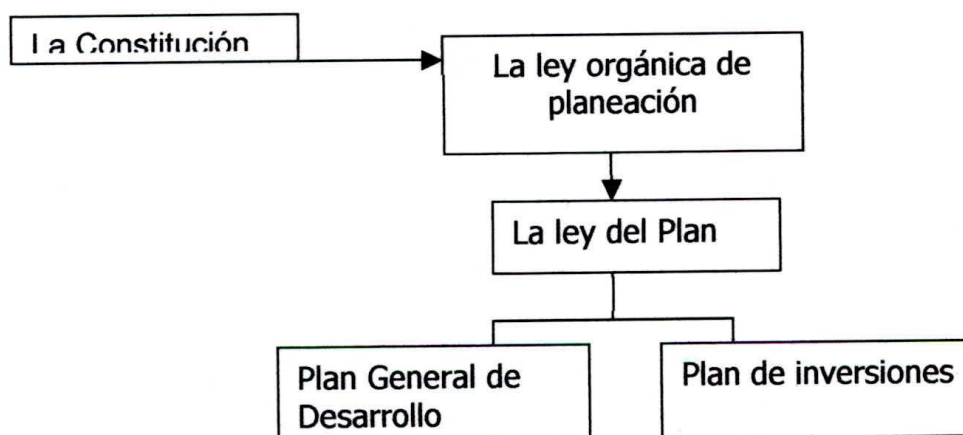 La Constitución
La ley orgánica de
planeación
La ley del Plan
Plan General de
Desarrollo
Plan de inversiones